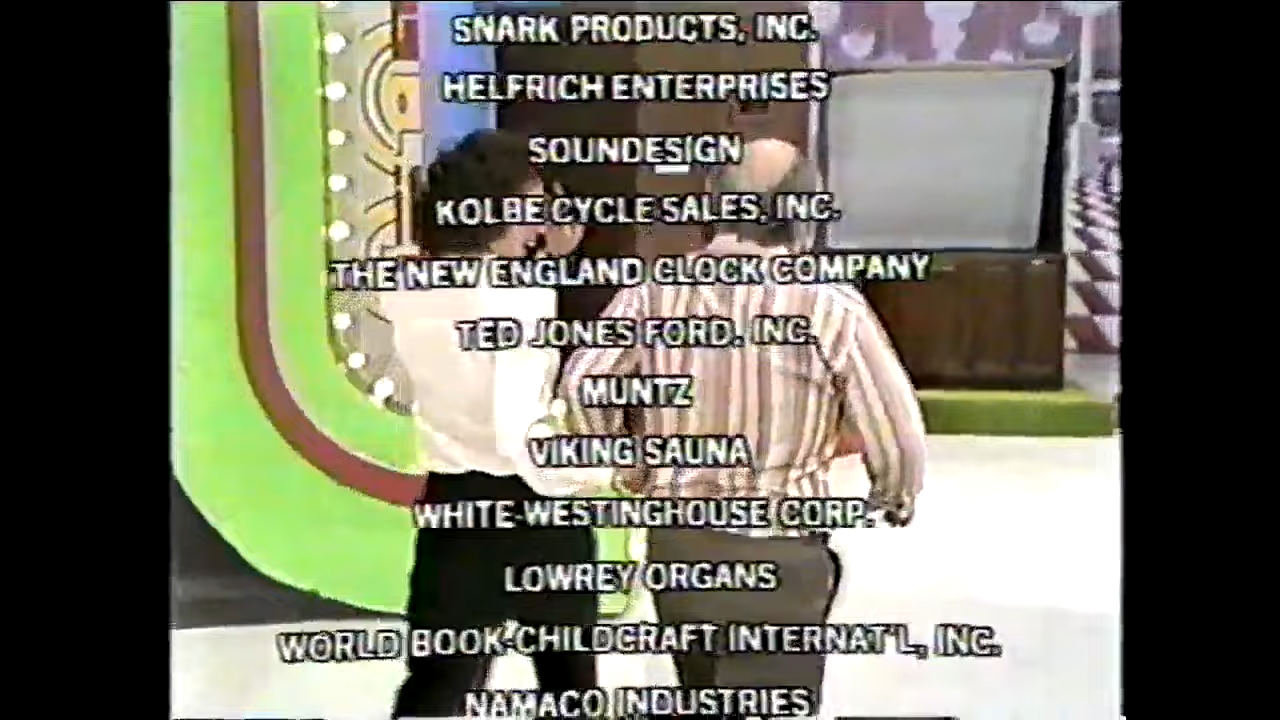 SNARK PRODUCTS, INC.
HELFRICH ENTERPRISES
SOUNDESIGN
KOLBE CYCLE SALES, INC.
THE NEW ENGLAND CLOCK COMPANY
TED JONES FORD, INC.
MUNTZ
VIKING SAUNA
WHITE-WESTINGHOUSE CORP.
LOWREY ORGANS
WORLD BOOK-CHILDCRAFT INTERNAT'L, INC.
NAMACO INDUSTRIES